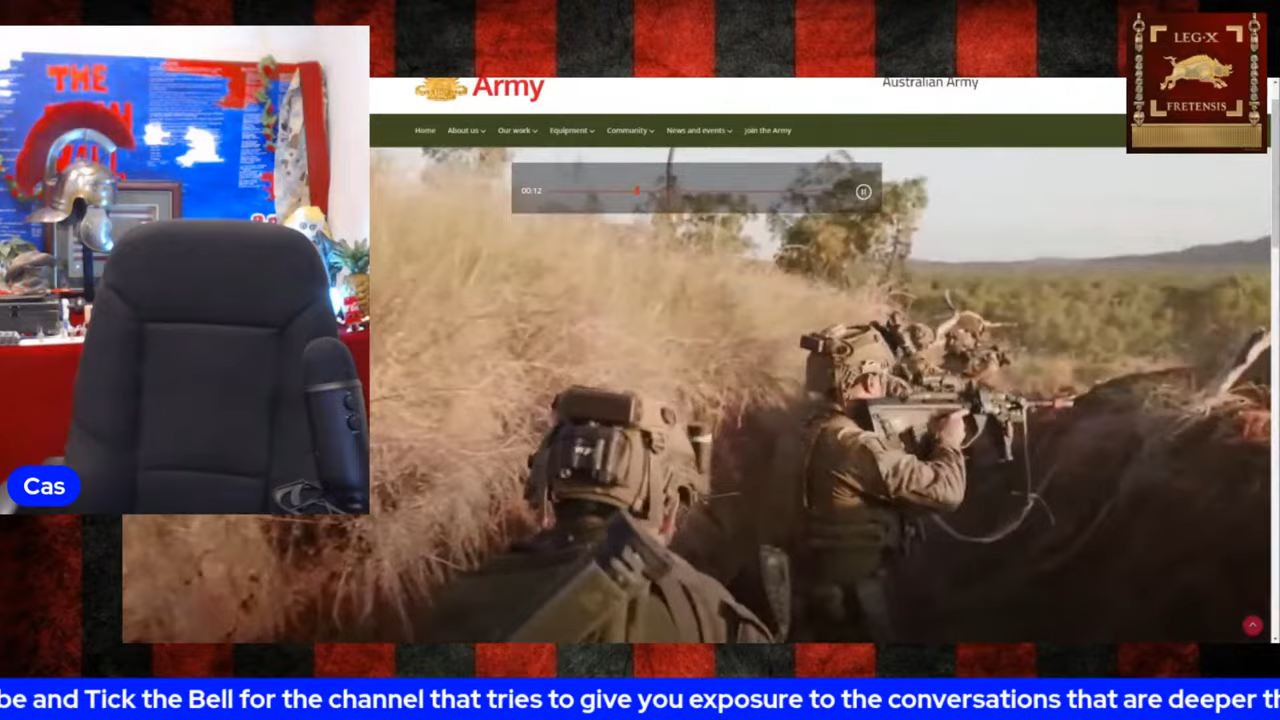 THE
LEG·X
FRETENSIS
Army
Australian Army
Home About us Our work Equipment Community News and events Join the Army
00:12
Cas
be and Tick the Bell for the channel that tries to give you exposure to the conversations that are deeper th